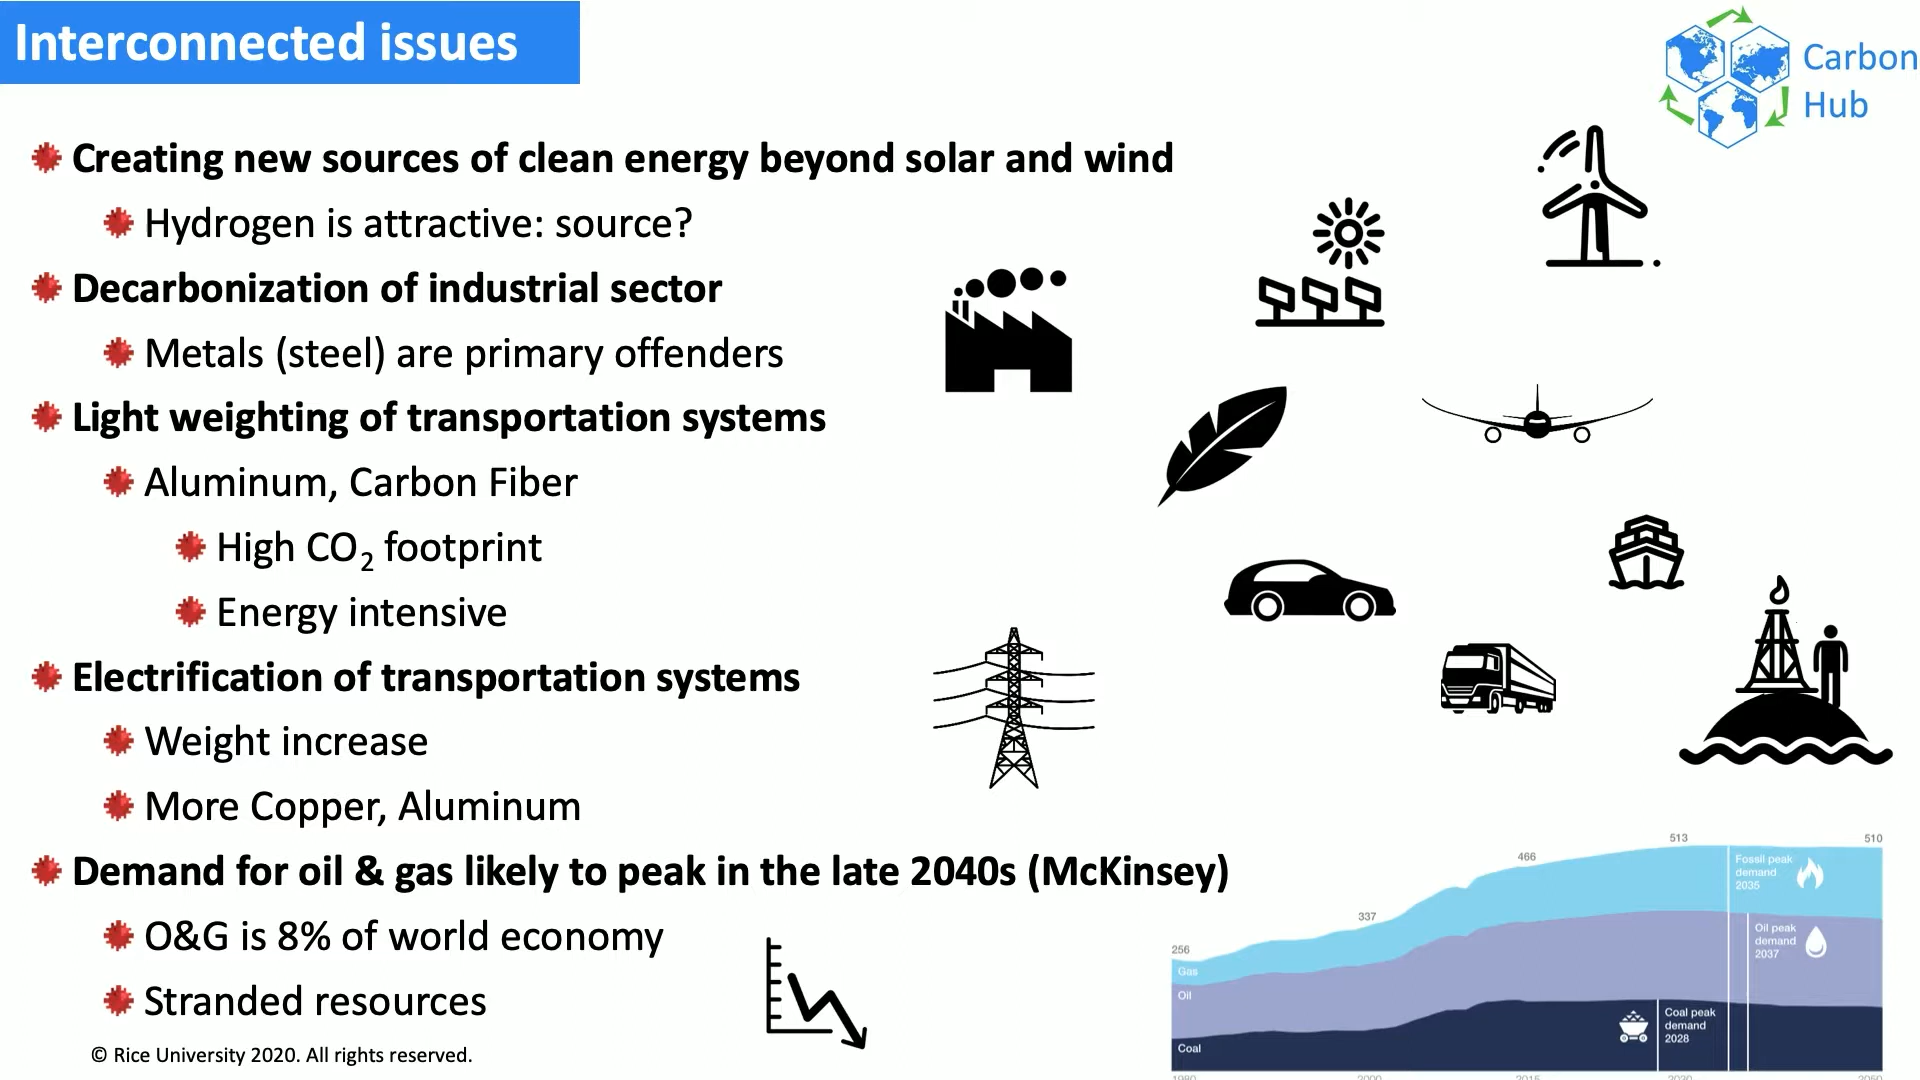 Interconnected issues
Carbon
Hub
Creating new sources of clean energy beyond solar and wind
Hydrogen is attractive: source?
Decarbonization of industrial sector
Metals (steel) are primary offenders
Light weighting of transportation systems
Aluminum, Carbon Fiber
High CO₂ footprint
Energy intensive
Electrification of transportation systems
Weight increase
More Copper, Aluminum
Demand for oil & gas likely to peak in the late 2040s (McKinsey)
O&G is 8% of world economy
Stranded resources
© Rice University 2020. All rights reserved.
256
337
466
513
510
Gas
Oil
Coal
Fossil peak
demand
2035
Oil peak
demand
2037
Coal peak
demand
2028